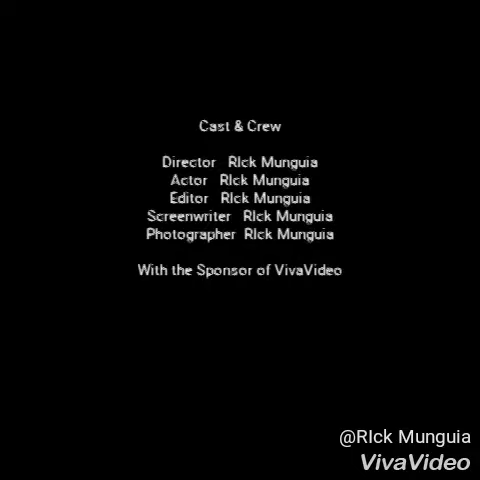 Cast & Crew
Director RIck Munguia
Actor RIck Munguia
Editor RIck Munguia
Screenwriter RIck Munguia
Photographer RIck Munguia
With the Sponsor of VivaVideo
@RIck Munguia
VivaVideo